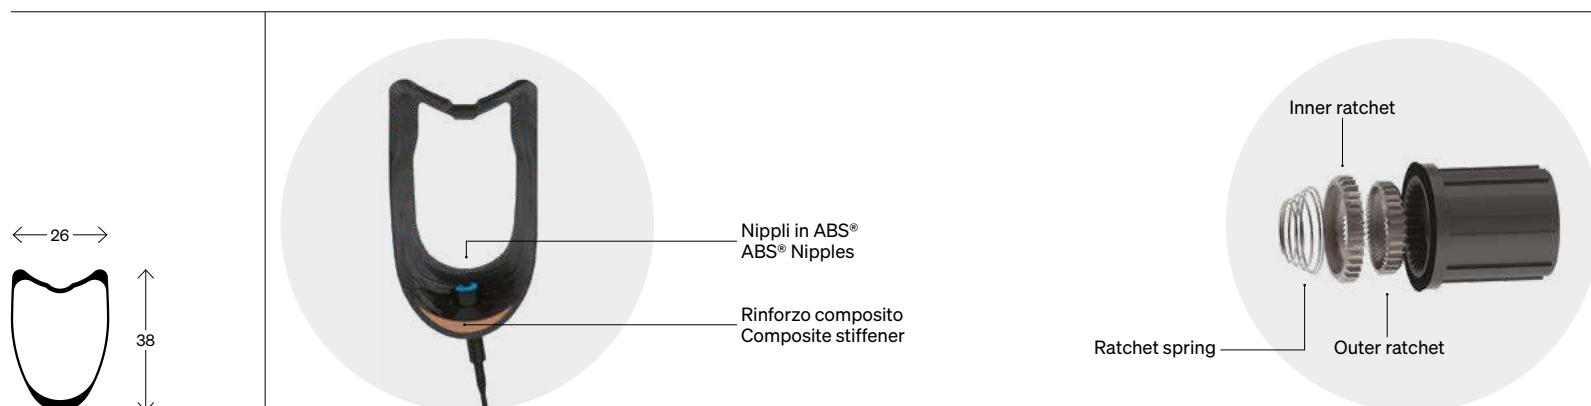 26
38
Nippli in ABS®
ABS® Nipples
Rinforzo composito
Composite stiffener
Inner ratchet
Ratchet spring
Outer ratchet